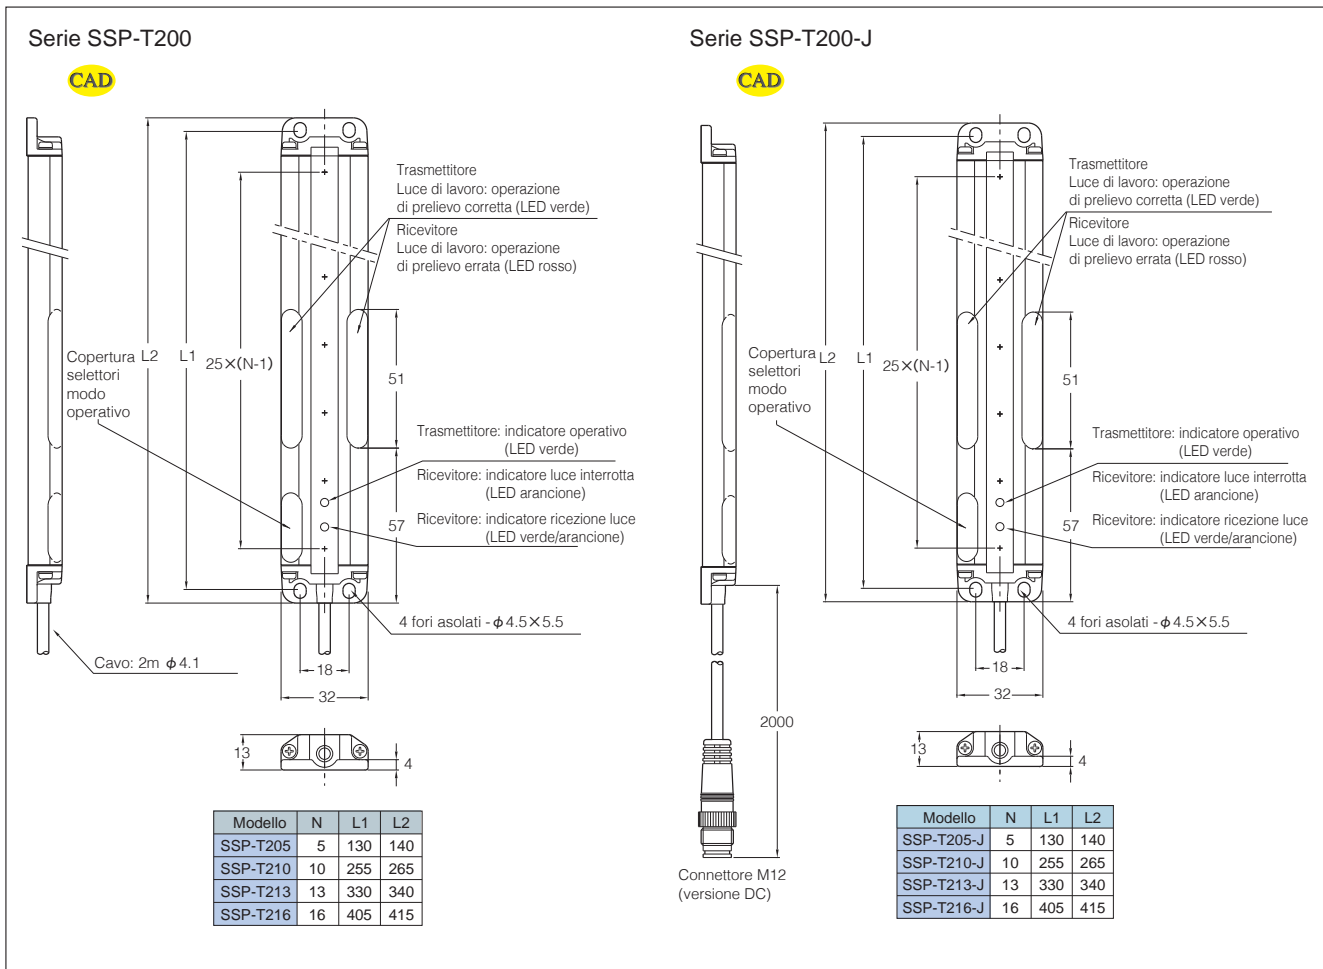 Serie SSP-T200
CAD
Trasmettitore
Luce di lavoro: operazione
di prelievo corretta (LED verde)
Ricevitore
Luce di lavoro: operazione
di prelievo errata (LED rosso)
Copertura
selettori
modo
operativo
L2
L1
25×(N-1)
51
Trasmettitore: indicatore operativo
(LED verde)
Ricevitore: indicatore luce interrotta
(LED arancione)
57
Ricevitore: indicatore ricezione luce
(LED verde/arancione)
4 fori asolati - ϕ4.5×5.5
Cavo: 2m ϕ4.1
18
32
13
4
Modello N L1 L2
SSP-T205 5 130 140
SSP-T210 10 255 265
SSP-T213 13 330 340
SSP-T216 16 405 415
Serie SSP-T200-J
CAD
Trasmettitore
Luce di lavoro: operazione
di prelievo corretta (LED verde)
Ricevitore
Luce di lavoro: operazione
di prelievo errata (LED rosso)
Copertura
selettori
modo
operativo
L2
L1
25×(N-1)
51
Trasmettitore: indicatore operativo
(LED verde)
Ricevitore: indicatore luce interrotta
(LED arancione)
57
Ricevitore: indicatore ricezione luce
(LED verde/arancione)
4 fori asolati - ϕ4.5×5.5
18
32
2000
13
4
Connettore M12
(versione DC)
Modello N L1 L2
SSP-T205-J 5 130 140
SSP-T210-J 10 255 265
SSP-T213-J 13 330 340
SSP-T216-J 16 405 415